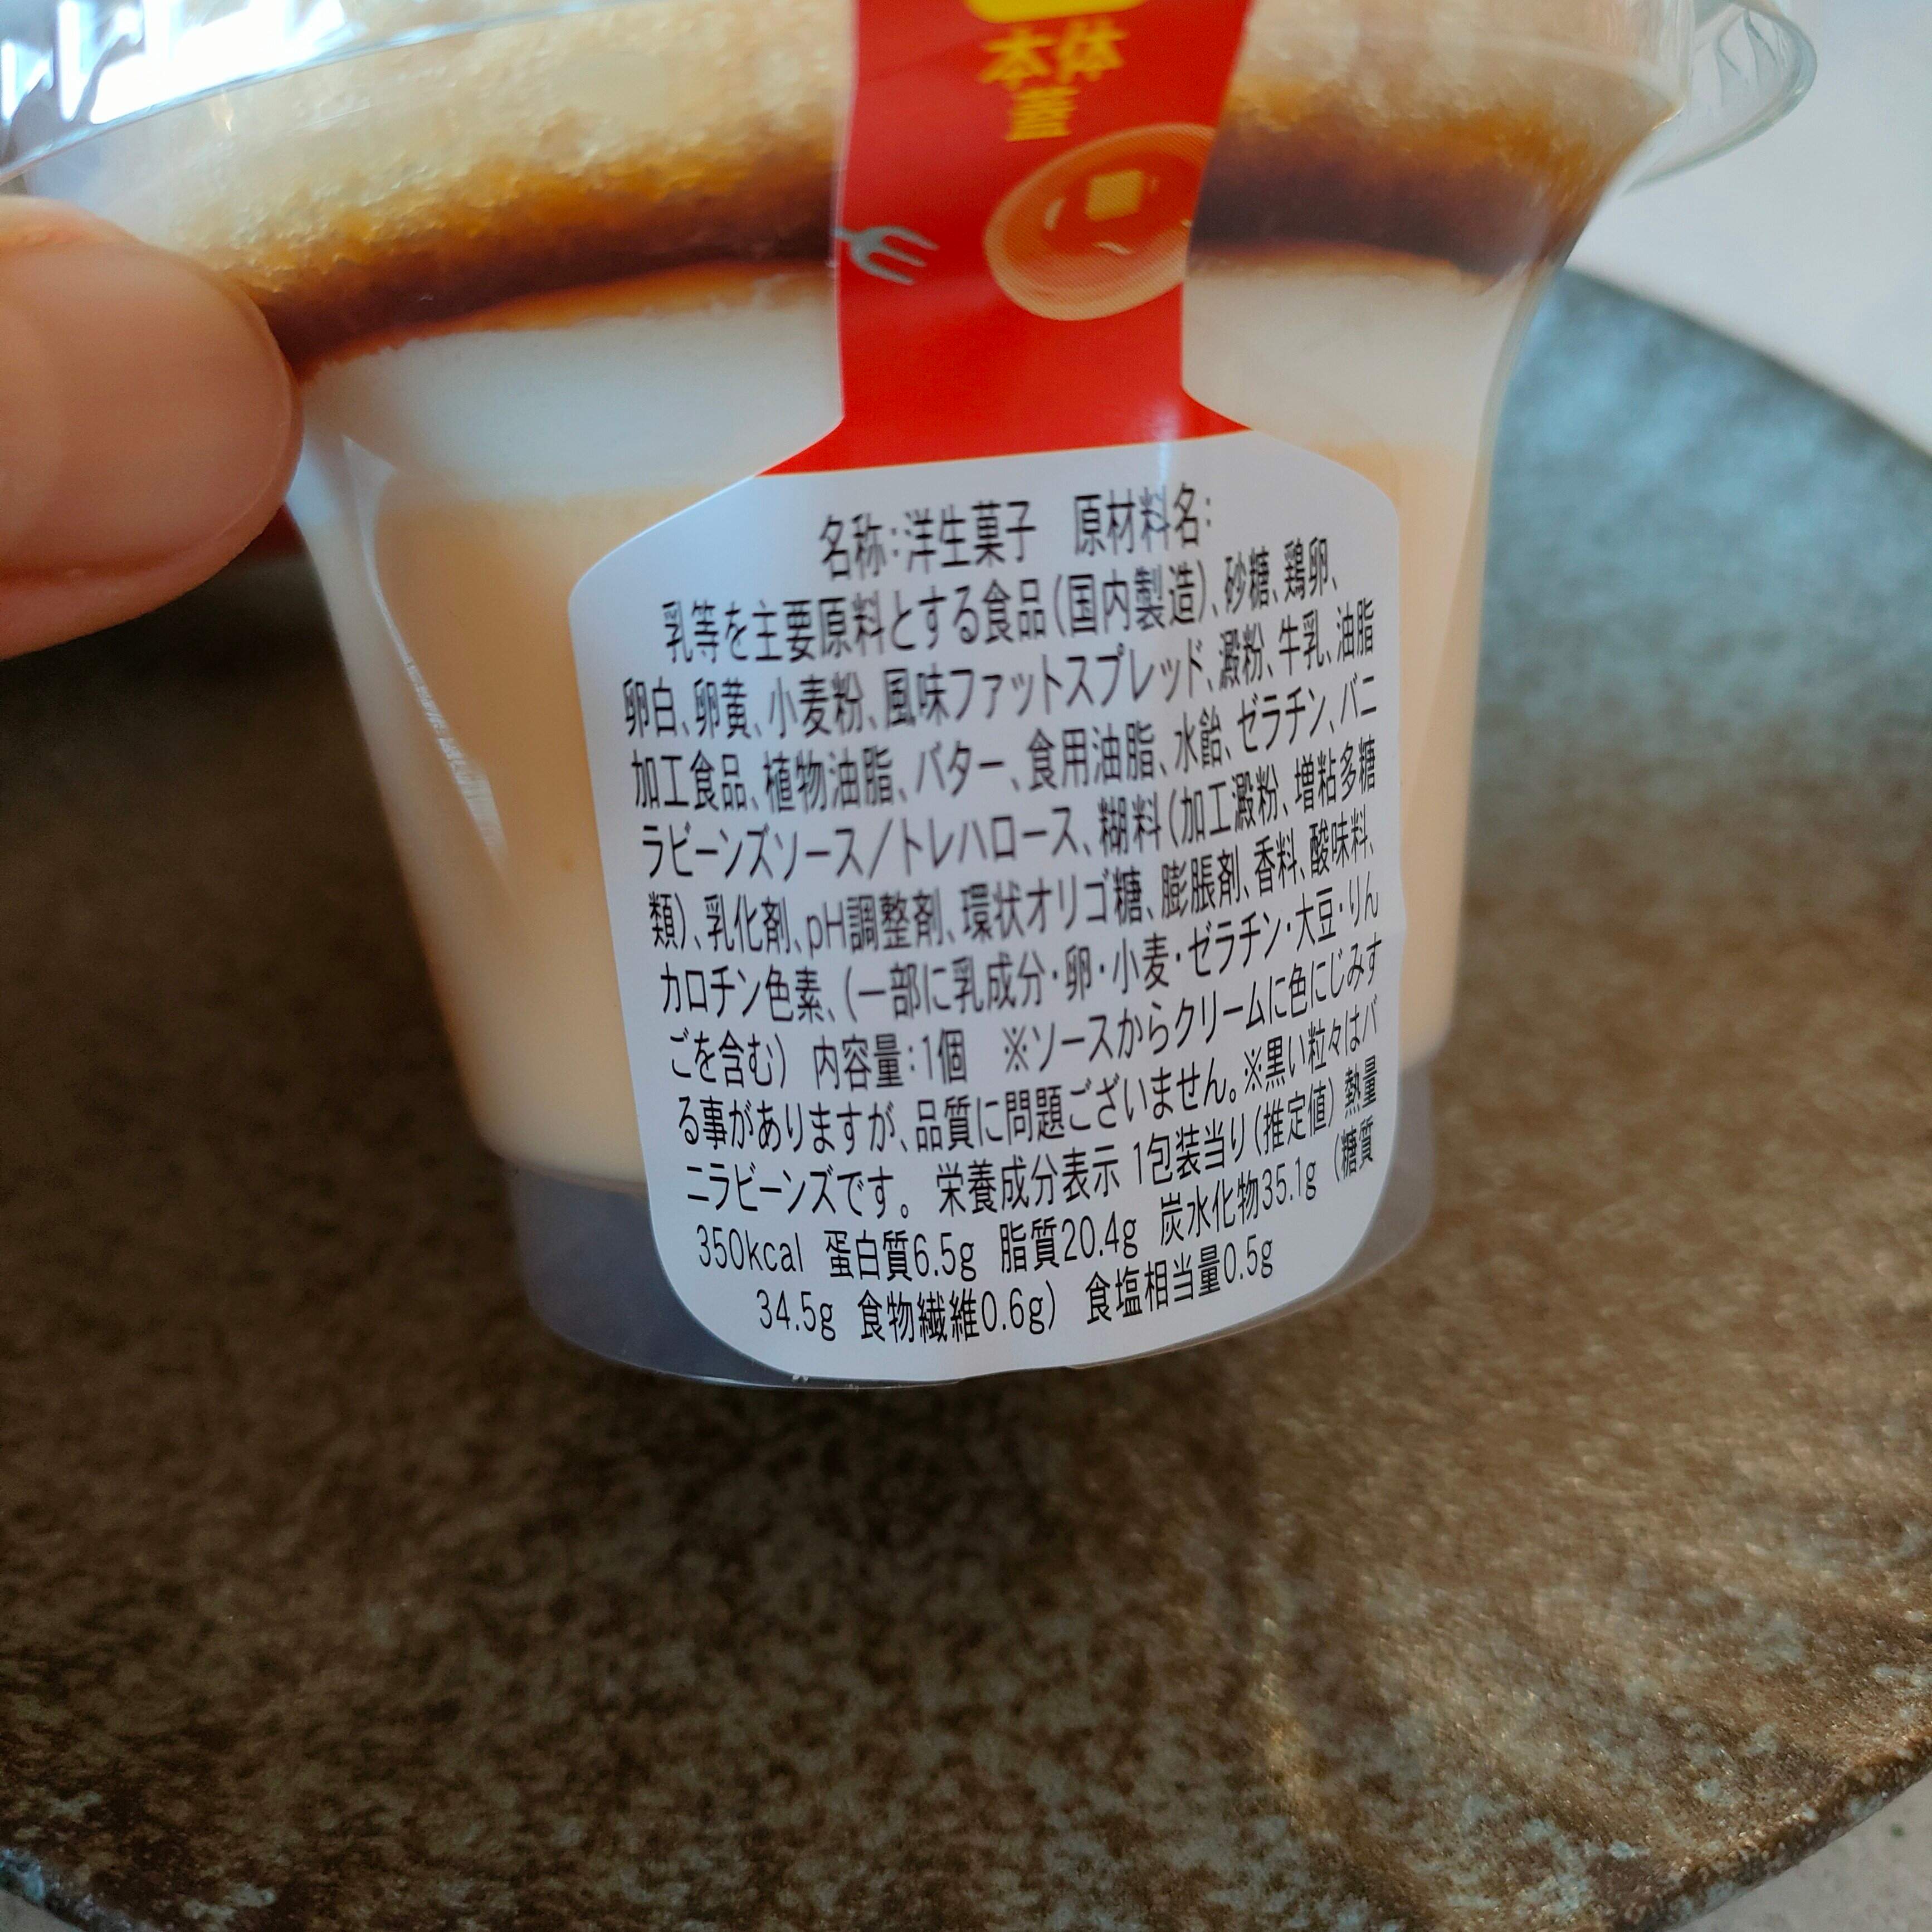 本体
蓋
名称:洋生菓子 原材料名:
乳等を主要原料とする食品(国内製造)、砂糖、鶏卵、
卵白、卵黄、小麦粉、風味ファットスプレッド、澱粉、牛乳、油脂
加工食品、植物油脂、バター、食用油脂、水飴、ゼラチン、バニ
ラビーンズソース/トレハロース、糊料(加工澱粉、増粘多糖
類)、乳化剤、pH調整剤、環状オリゴ糖、膨脹剤、香料、酸味料、
カロチン色素、(一部に乳成分・卵・小麦・ゼラチン・大豆・りん
ごを含む) 内容量:1個 ※ソースからクリームに色にじみす
る事がありますが、品質に問題ございません。※黒い粒々はバ
ニラビーンズです。 栄養成分表示 1包装当り(推定値) 熱量
350kcal 蛋白質6.5g 脂質20.4g 炭水化物35.1g (糖質
34.5g 食物繊維0.6g) 食塩相当量0.5g